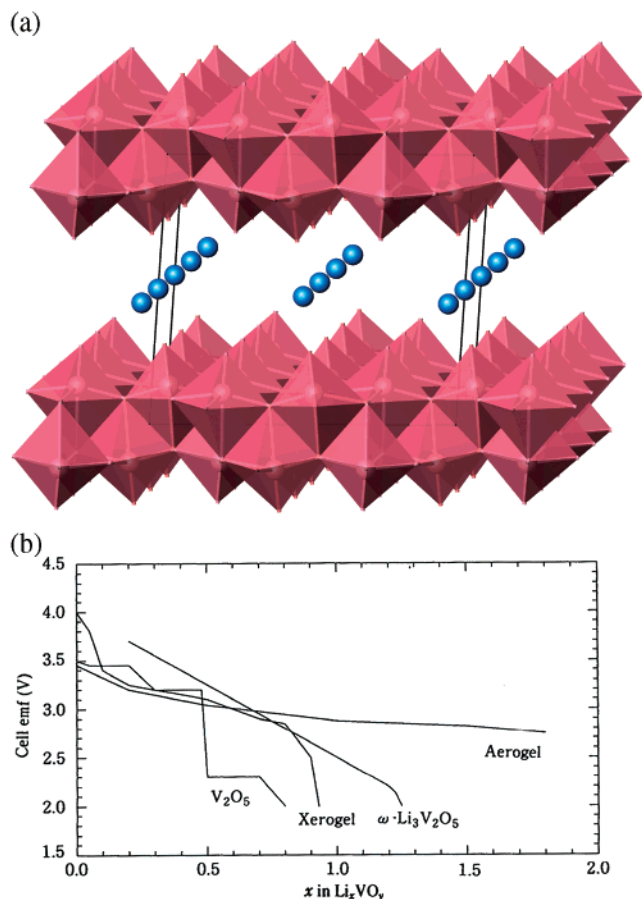 (a)
(b)
4.5
4.0
3.5
3.0
2.5
2.0
1.5
Cell emf (V)
Aerogel
V₂O₅
Xerogel
ω·Li₃V₂O₅
0.0
0.5
1.0
1.5
2.0
x in LiₓVOᵧ